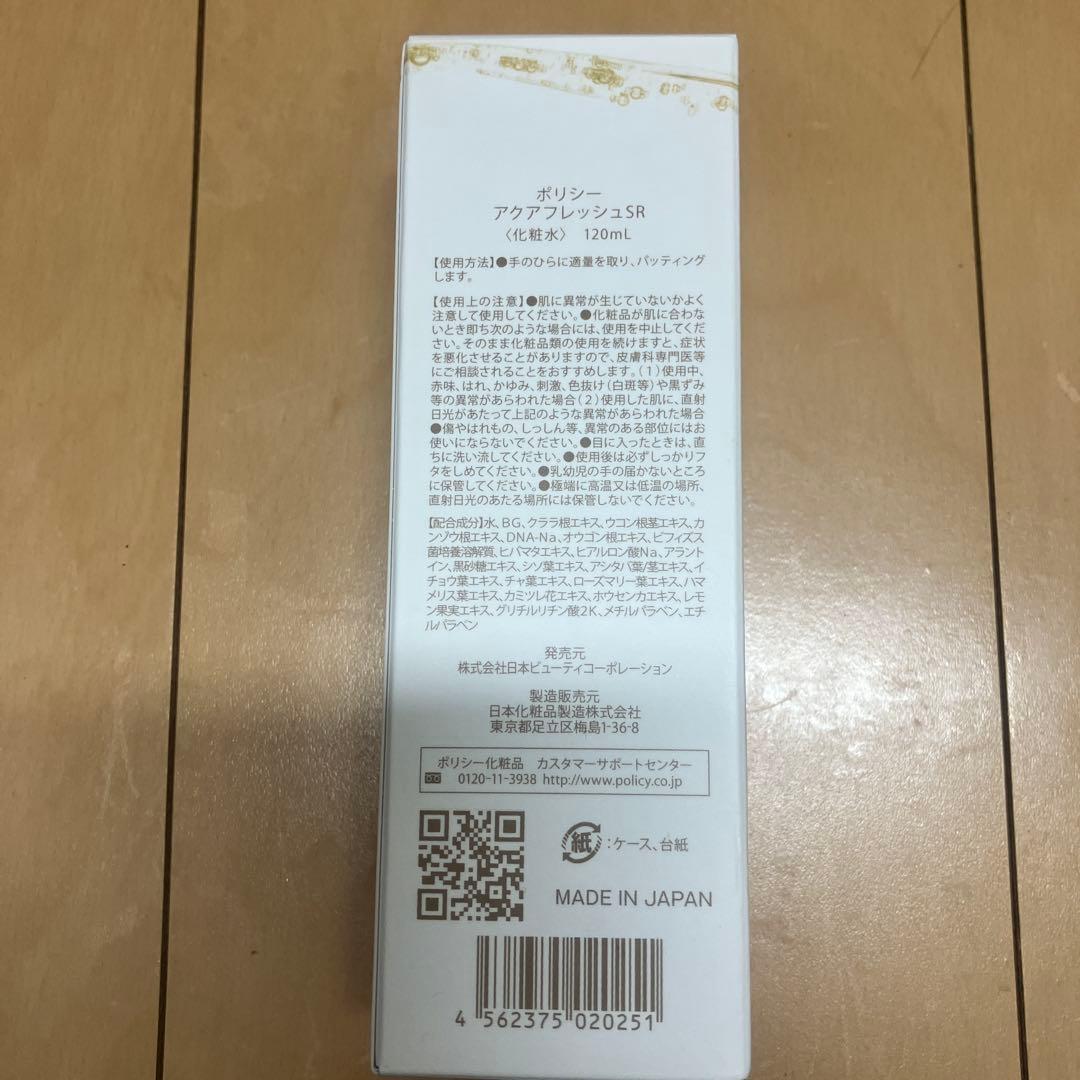 ポリシー
アクアフレッシュSR
〈化粧水〉 120mL
【使用方法】●手のひらに適量を取り、パッティング
します。
【使用上の注意】●肌に異常が生じていないかよく
注意して使用してください。●化粧品が肌に合わな
いとき即ち次のような場合には、使用を中止してくだ
さい。そのまま化粧品類の使用を続けますと、症状
を悪化させることがありますので、皮膚科専門医等
にご相談されることをおすすめします。(1)使用中、
赤味、はれ、かゆみ、刺激、色抜け(白斑等)や黒ずみ
等の異常があらわれた場合(2)使用した肌に、直射
日光があたって上記のような異常があらわれた場合
●傷やはれもの、しっしん等、異常のある部位にはお
使いにならないでください。●目に入ったときは、直
ちに洗い流してください。●使用後は必ずしっかりフ
タをしめてください。●乳幼児の手の届かないところ
に保管してください。●極端に高温又は低温の場所、
直射日光のあたる場所には保管しないでください。
【配合成分】水、BG、クララ根エキス、ウコン根茎エキス、カ
ンゾウ根エキス、DNA-Na、オウゴン根エキス、ビフィズス
菌培養溶解質、ヒバマタエキス、ヒアルロン酸Na、アラント
イン、黒砂糖エキス、シソ葉エキス、アシタバ葉/茎エキス、イ
チョウ葉エキス、チャ葉エキス、ローズマリー葉エキス、ハマ
メリス葉エキス、カミツレ花エキス、ホウセンカエキス、レモ
ン果実エキス、グリチルリチン酸2K、メチルパラベン、エチ
ルパラベン
発売元
株式会社日本ビューティコーポレーション
製造販売元
日本化粧品製造株式会社
東京都足立区梅島1-36-8
ポリシー化粧品 カスタマーサポートセンター
0120-11-3938 http://www.policy.co.jp
紙:ケース、台紙
MADE IN JAPAN
4 562375 020251